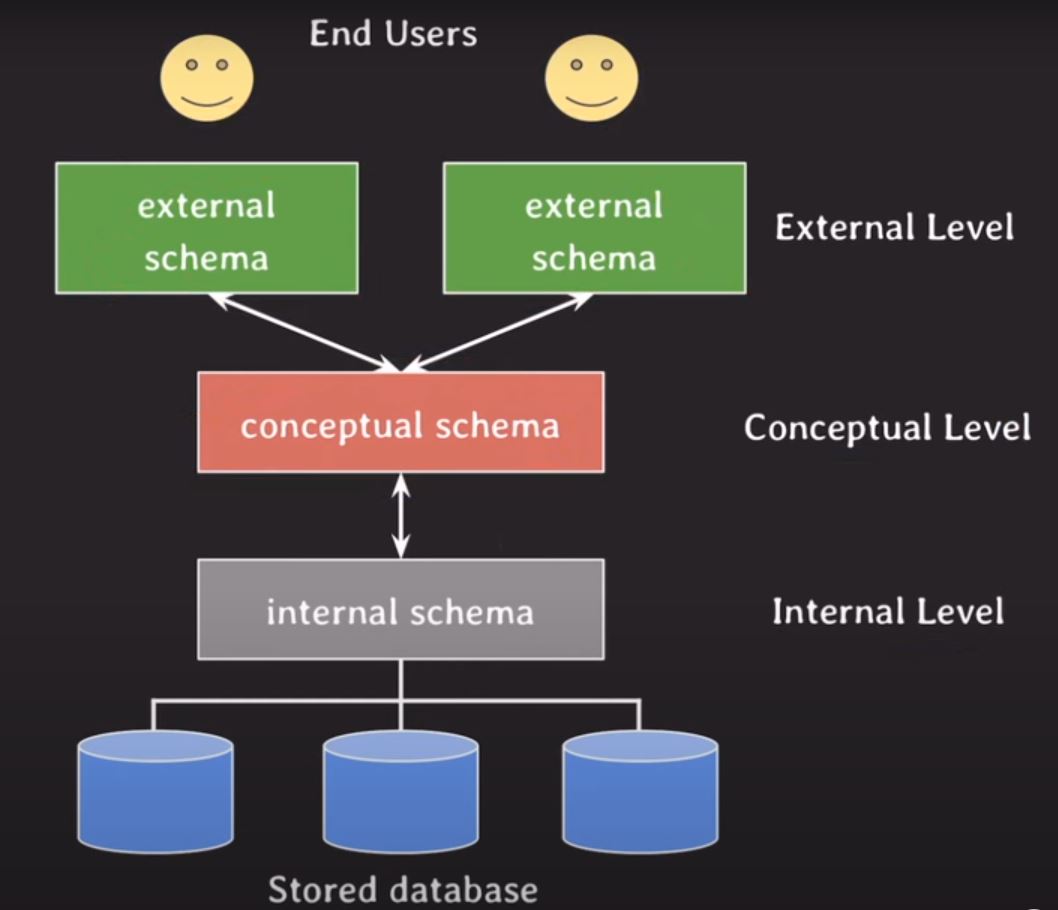 End Users
external
schema
external
schema
External Level
conceptual schema
Conceptual Level
internal schema
Internal Level
Stored database